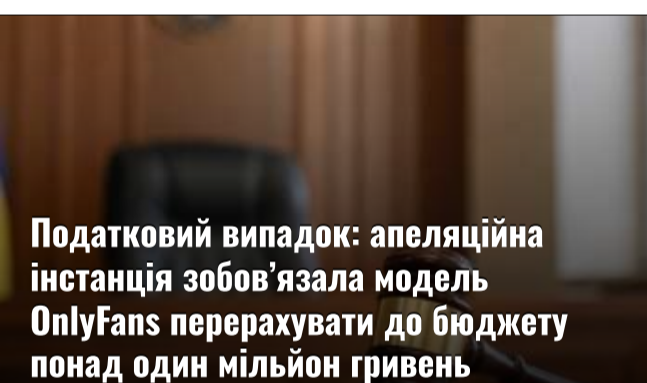 Податковий випадок: апеляційна
інстанція зобов’язала модель
OnlyFans перерахувати до бюджету
понад один мільйон гривень